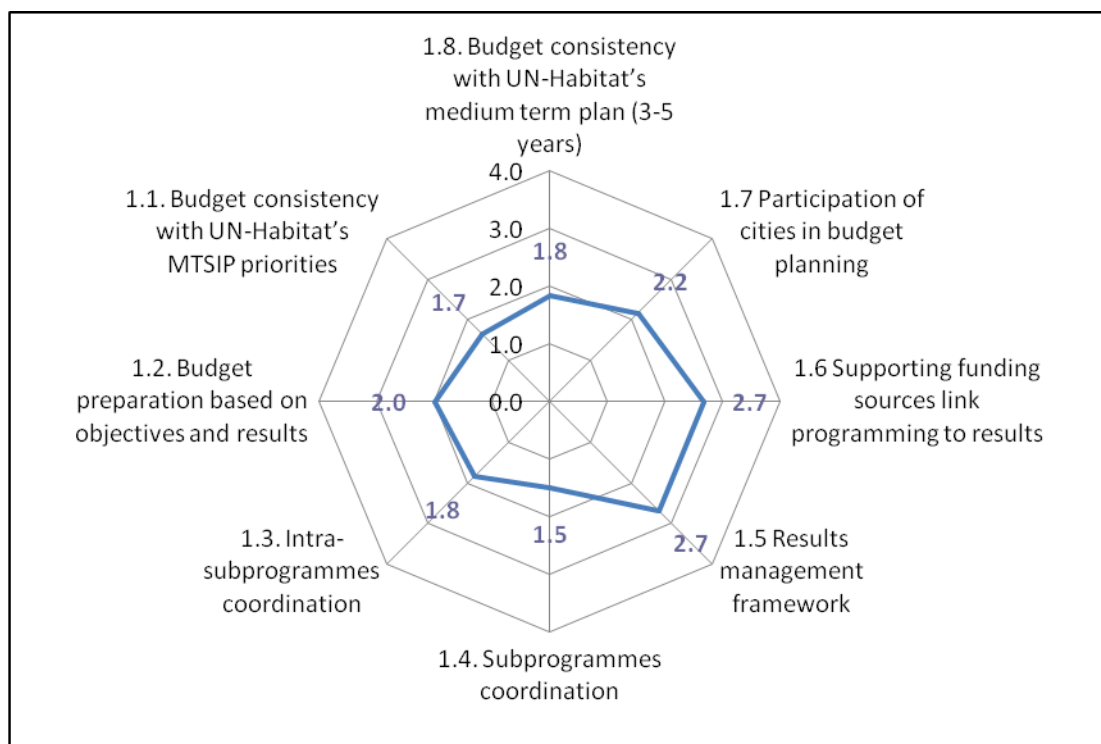 1.8. Budget consistency
with UN-Habitat’s
medium term plan (3-5
years)
4.0
3.0
2.0
1.0
0.0
1.8
1.1. Budget consistency
with UN-Habitat’s
MTSIP priorities
1.7
1.7 Participation of
cities in budget
planning
2.2
1.2. Budget
preparation based on
objectives and results
2.0
1.6 Supporting funding
sources link
programming to results
2.7
1.3. Intra-
subprogrammes
coordination
1.8
1.5
1.5 Results
management
framework
2.7
1.4. Subprogrammes
coordination